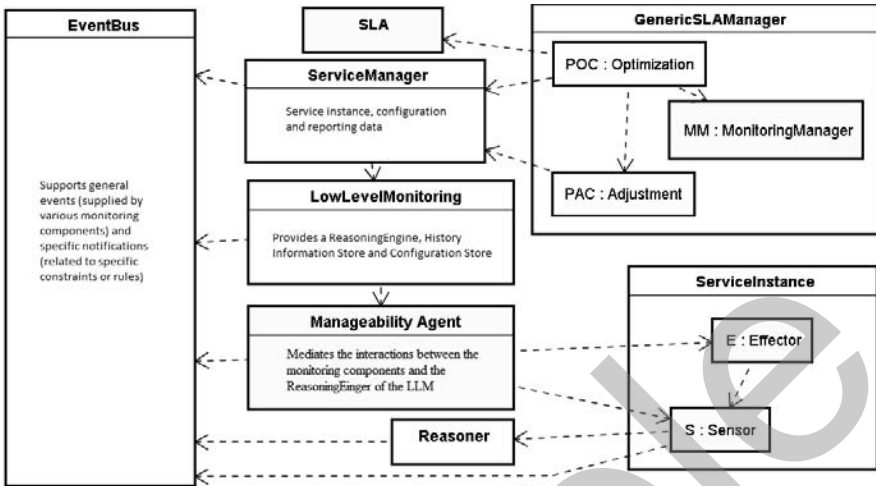 EventBus
Supports general
events (supplied by
various monitoring
components) and
specific notifications
(related to specific
constraints or rules)
SLA
ServiceManager
Service instance, configuration
and reporting data
LowLevelMonitoring
Provides a ReasoningEngine, History
Information Store and Configuration Store
Manageability Agent
Mediates the interactions between the
monitoring components and the
ReasoningEinger of the LLM
Reasoner
GenericSLAManager
POC : Optimization
MM : MonitoringManager
PAC : Adjustment
ServiceInstance
E : Effector
S : Sensor